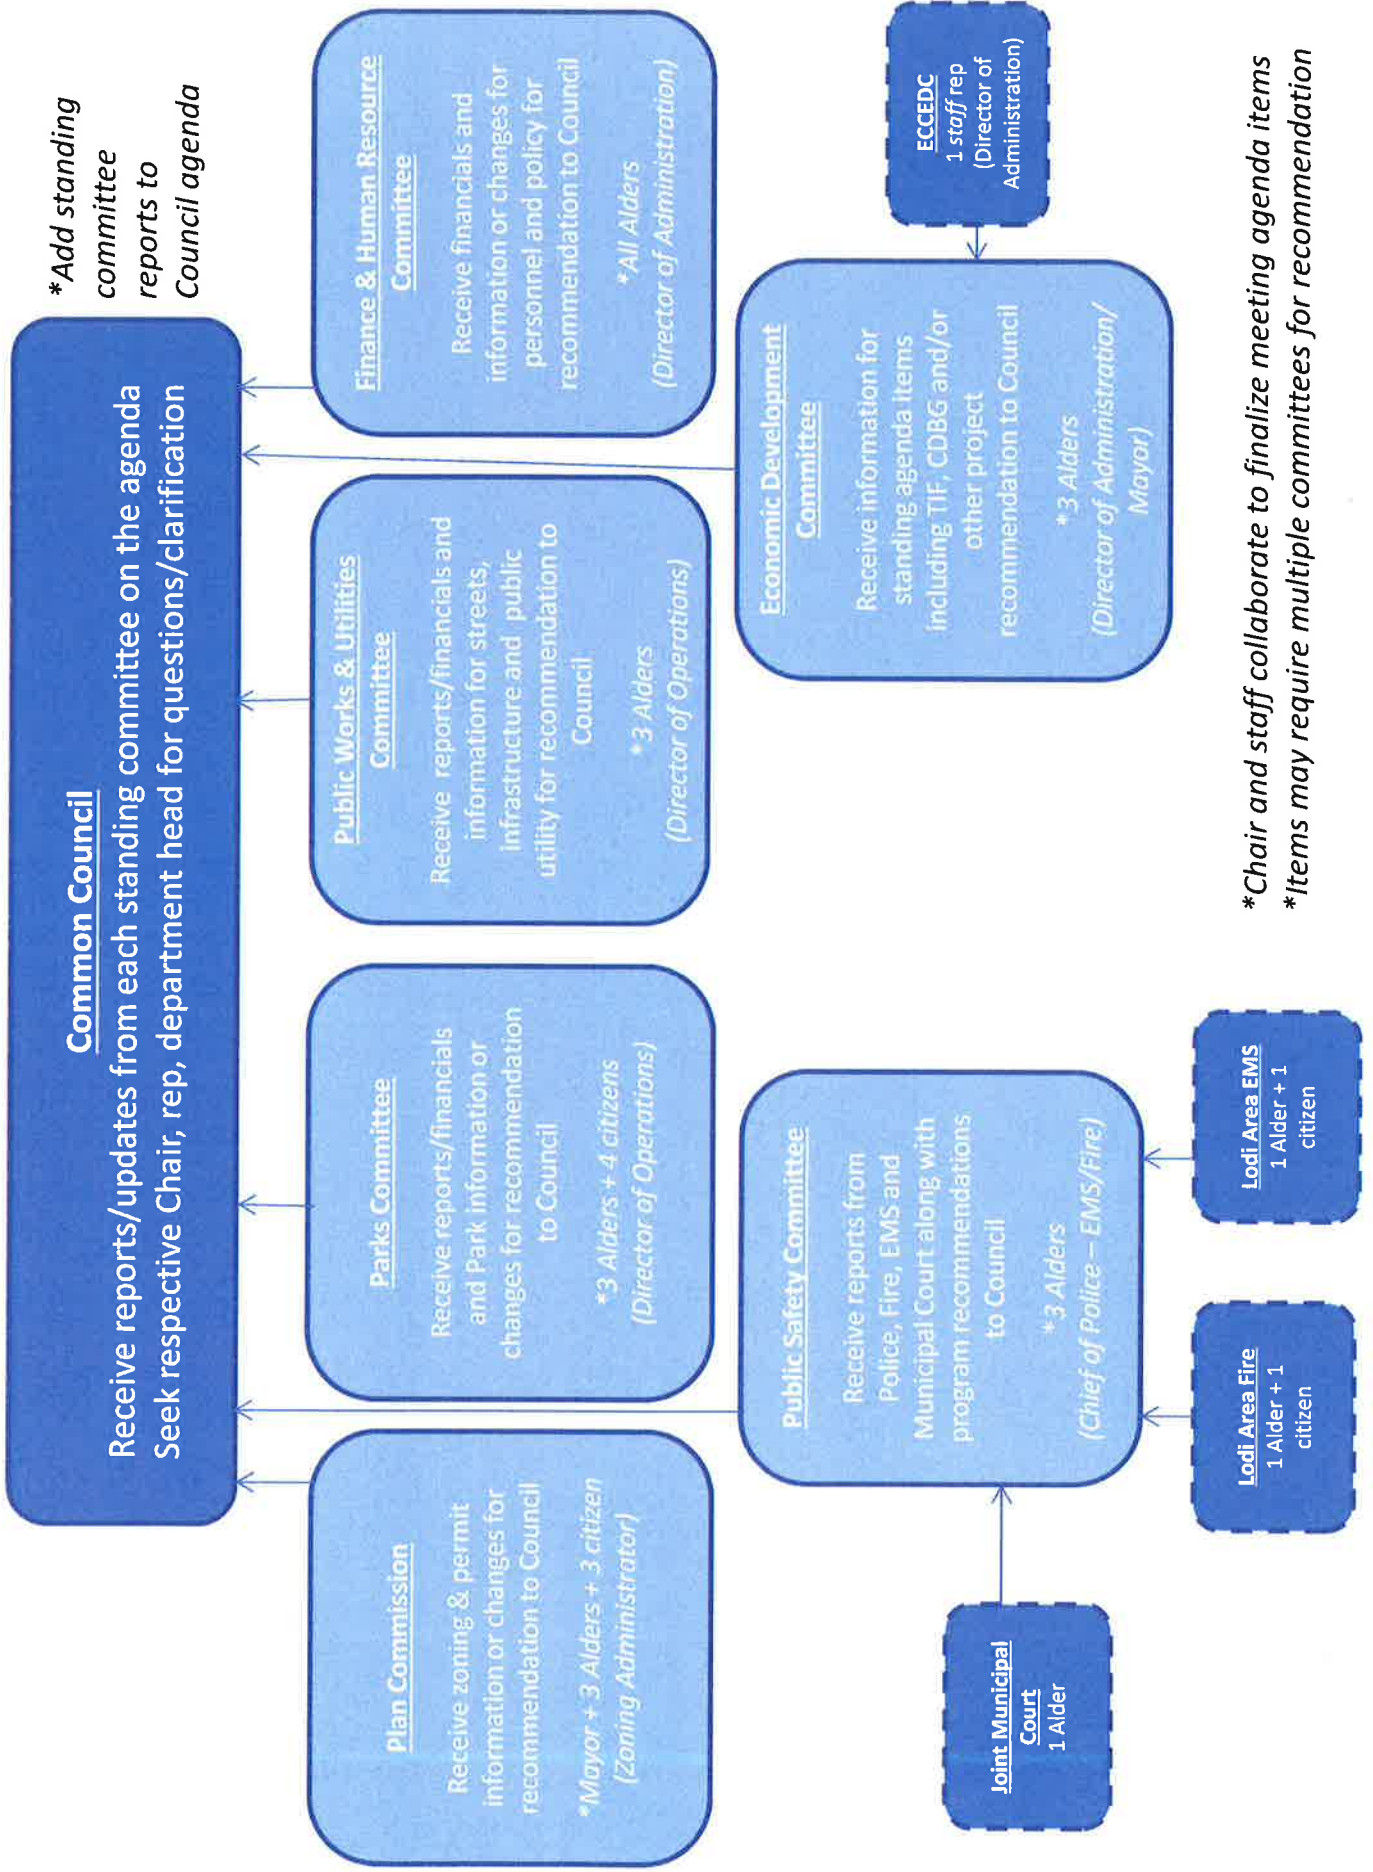 *Add standing
committee
reports to
Council agenda
Common Council
Receive reports/updates from each standing committee on the agenda
Seek respective Chair, rep, department head for questions/clarification
Plan Commission
Receive zoning & permit
information or changes for
recommendation to Council
*Mayor + 3 Alders + 3 citizen
(Zoning Administrator)
Parks Committee
Receive reports/financials
and Park information or
changes for recommendation
to Council
*3 Alders + 4 citizens
(Director of Operations)
Public Works & Utilities
Committee
Receive reports/financials and
information for streets,
infrastructure and public
utility for recommendation to
Council
*3 Alders
(Director of Operations)
Finance & Human Resource
Committee
Receive financials and
information or changes for
personnel and policy for
recommendation to Council
*All Alders
(Director of Administration)
Public Safety Committee
Receive reports from
Police, Fire, EMS and
Municipal Court along with
program recommendations
to Council
*3 Alders
(Chief of Police – EMS/Fire)
Economic Development
Committee
Receive information for
standing agenda items
including TIF, CDBG and/or
other project
recommendation to Council
*3 Alders
(Director of Administration/
Mayor)
ECCEDC
1 staff rep
(Director of
Administration)
Joint Municipal
Court
1 Alder
Lodi Area Fire
1 Alder + 1
citizen
Lodi Area EMS
1 Alder + 1
citizen
*Chair and staff collaborate to finalize meeting agenda items
*Items may require multiple committees for recommendation